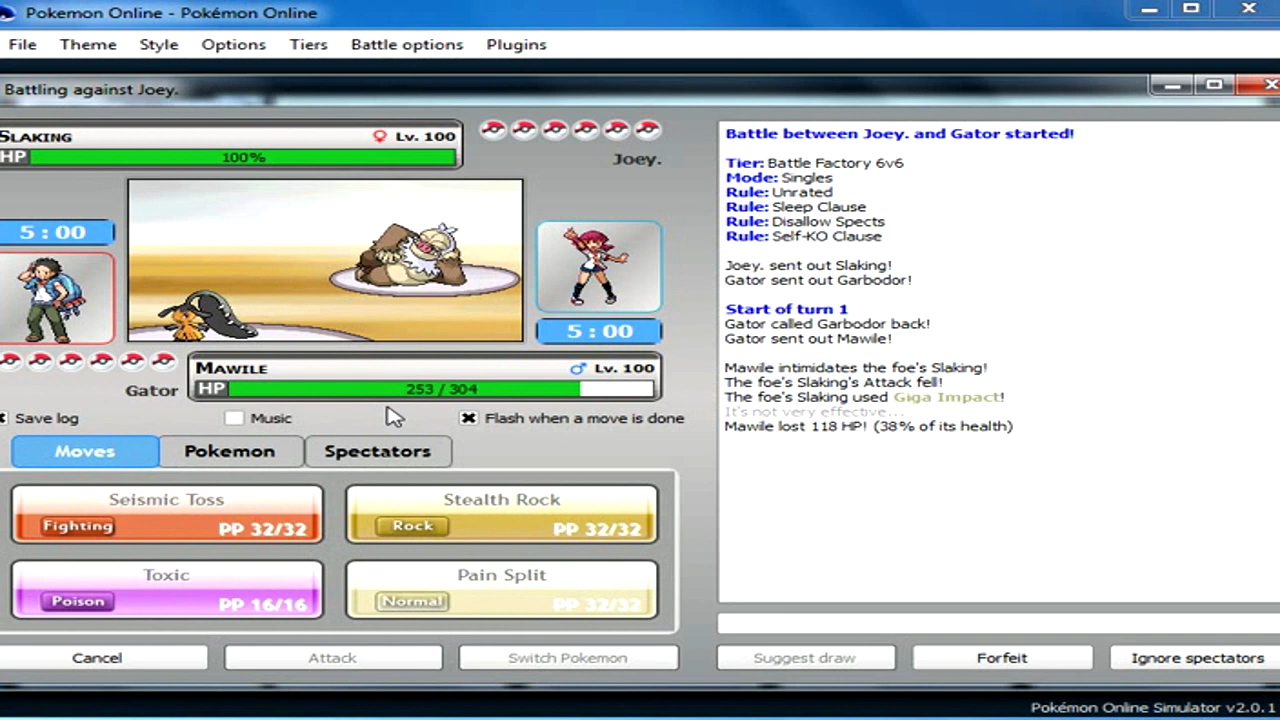 Pokemon Online - Pokémon Online
File Theme Style Options Tiers Battle options Plugins
Battling against Joey.
SLAKING Lv. 100
HP 100%
Joey.
5:00
5:00
MAWILE Lv. 100
HP 253 / 304
Gator
Save log Music Flash when a move is done
Moves Pokemon Spectators
Seismic Toss
Fighting PP 32/32
Stealth Rock
Rock PP 32/32
Toxic
Poison PP 16/16
Pain Split
Normal PP 32/32
Cancel Attack Switch Pokemon
Battle between Joey. and Gator started!
Tier: Battle Factory 6v6
Mode: Singles
Rule: Unrated
Rule: Sleep Clause
Rule: Disallow Spects
Rule: Self-KO Clause
Joey. sent out Slaking!
Gator sent out Garbodor!
Start of turn 1
Gator called Garbodor back!
Gator sent out Mawile!
Mawile intimidates the foe's Slaking!
The foe's Slaking's Attack fell!
The foe's Slaking used Giga Impact!
It's not very effective...
Mawile lost 118 HP! (38% of its health)
Suggest draw Forfeit Ignore spectators
Pokémon Online Simulator v2.0.1